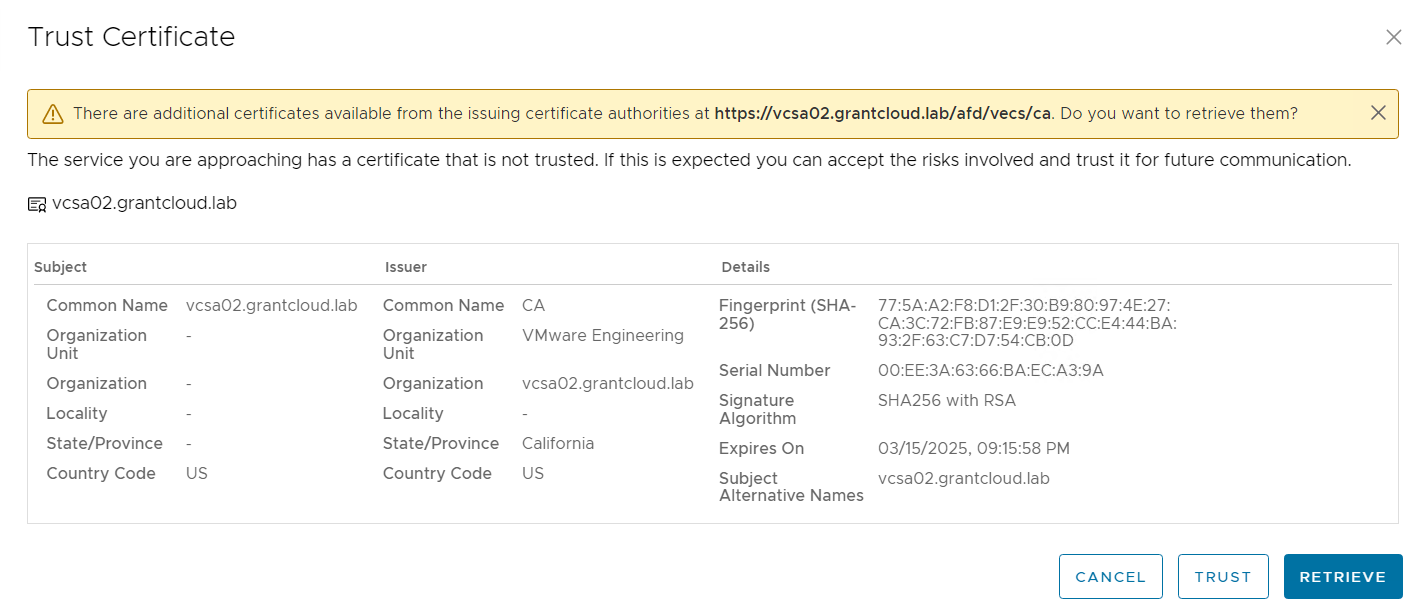 Trust Certificate
There are additional certificates available from the issuing certificate authorities at https://vcsa02.grantcloud.lab/afd/vecs/ca. Do you want to retrieve them?
The service you are approaching has a certificate that is not trusted. If this is expected you can accept the risks involved and trust it for future communication.
vcsa02.grantcloud.lab
Subject
Common Name vcsa02.grantcloud.lab
Organization
Unit -
Organization -
Locality -
State/Province -
Country Code US
Issuer
Common Name CA
Organization
Unit VMware Engineering
Organization vcsa02.grantcloud.lab
Locality -
State/Province California
Country Code US
Details
Fingerprint (SHA-
256) 77:5A:A2:F8:D1:2F:30:B9:80:97:4E:27:
CA:3C:72:FB:87:E9:E9:52:CC:E4:44:BA:
93:2F:63:C7:D7:54:CB:0D
Serial Number 00:EE:3A:63:66:BA:EC:A3:9A
Signature
Algorithm SHA256 with RSA
Expires On 03/15/2025, 09:15:58 PM
Subject
Alternative Names vcsa02.grantcloud.lab
CANCEL
TRUST
RETRIEVE